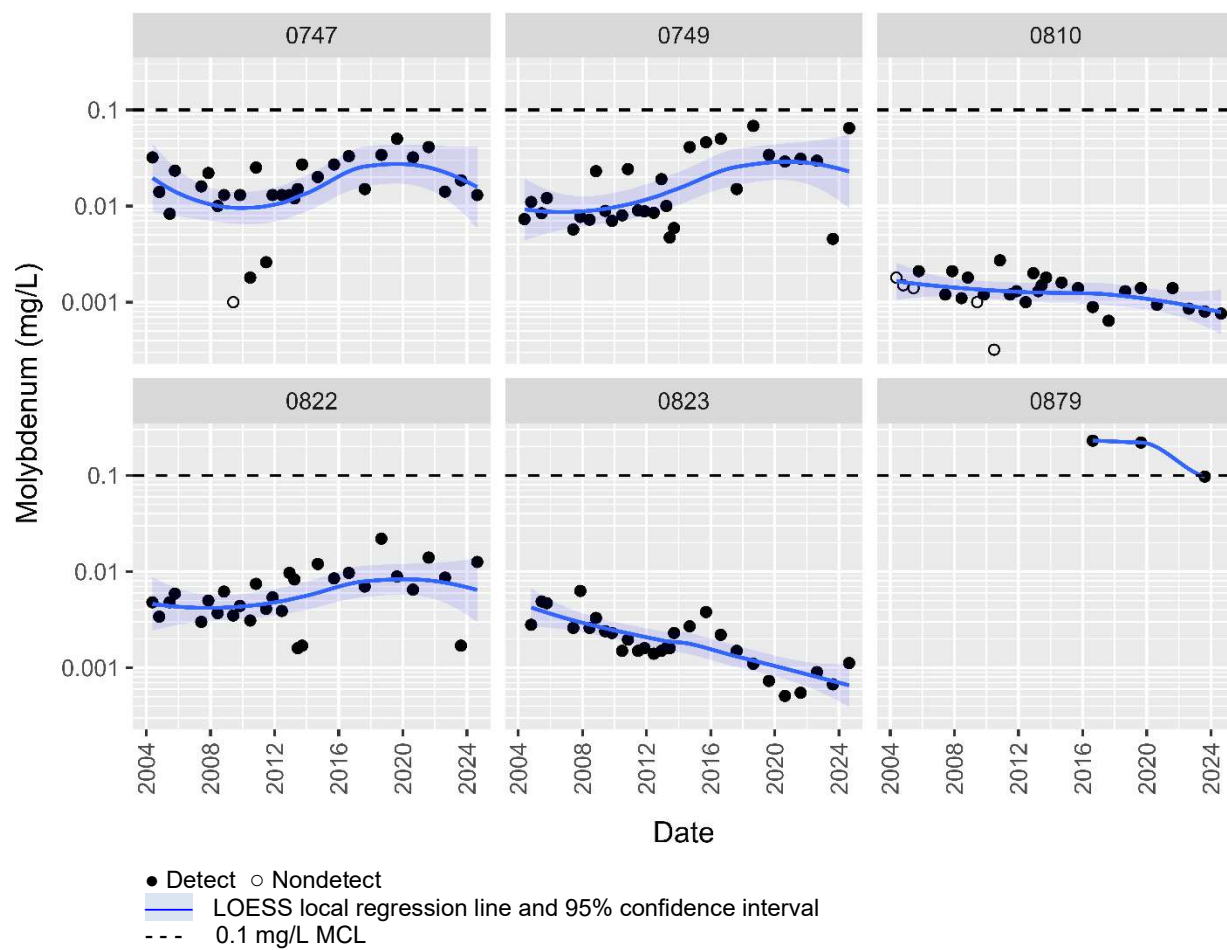 0747 0749 0810
0.1
0.01
0.001
Molybdenum (mg/L)
0822 0823 0879
0.1
0.01
0.001
2004 2008 2012 2016 2020 2024 2004 2008 2012 2016 2020 2024 2004 2008 2012 2016 2020 2024
Date
● Detect ○ Nondetect
LOESS local regression line and 95% confidence interval
- - - 0.1 mg/L MCL